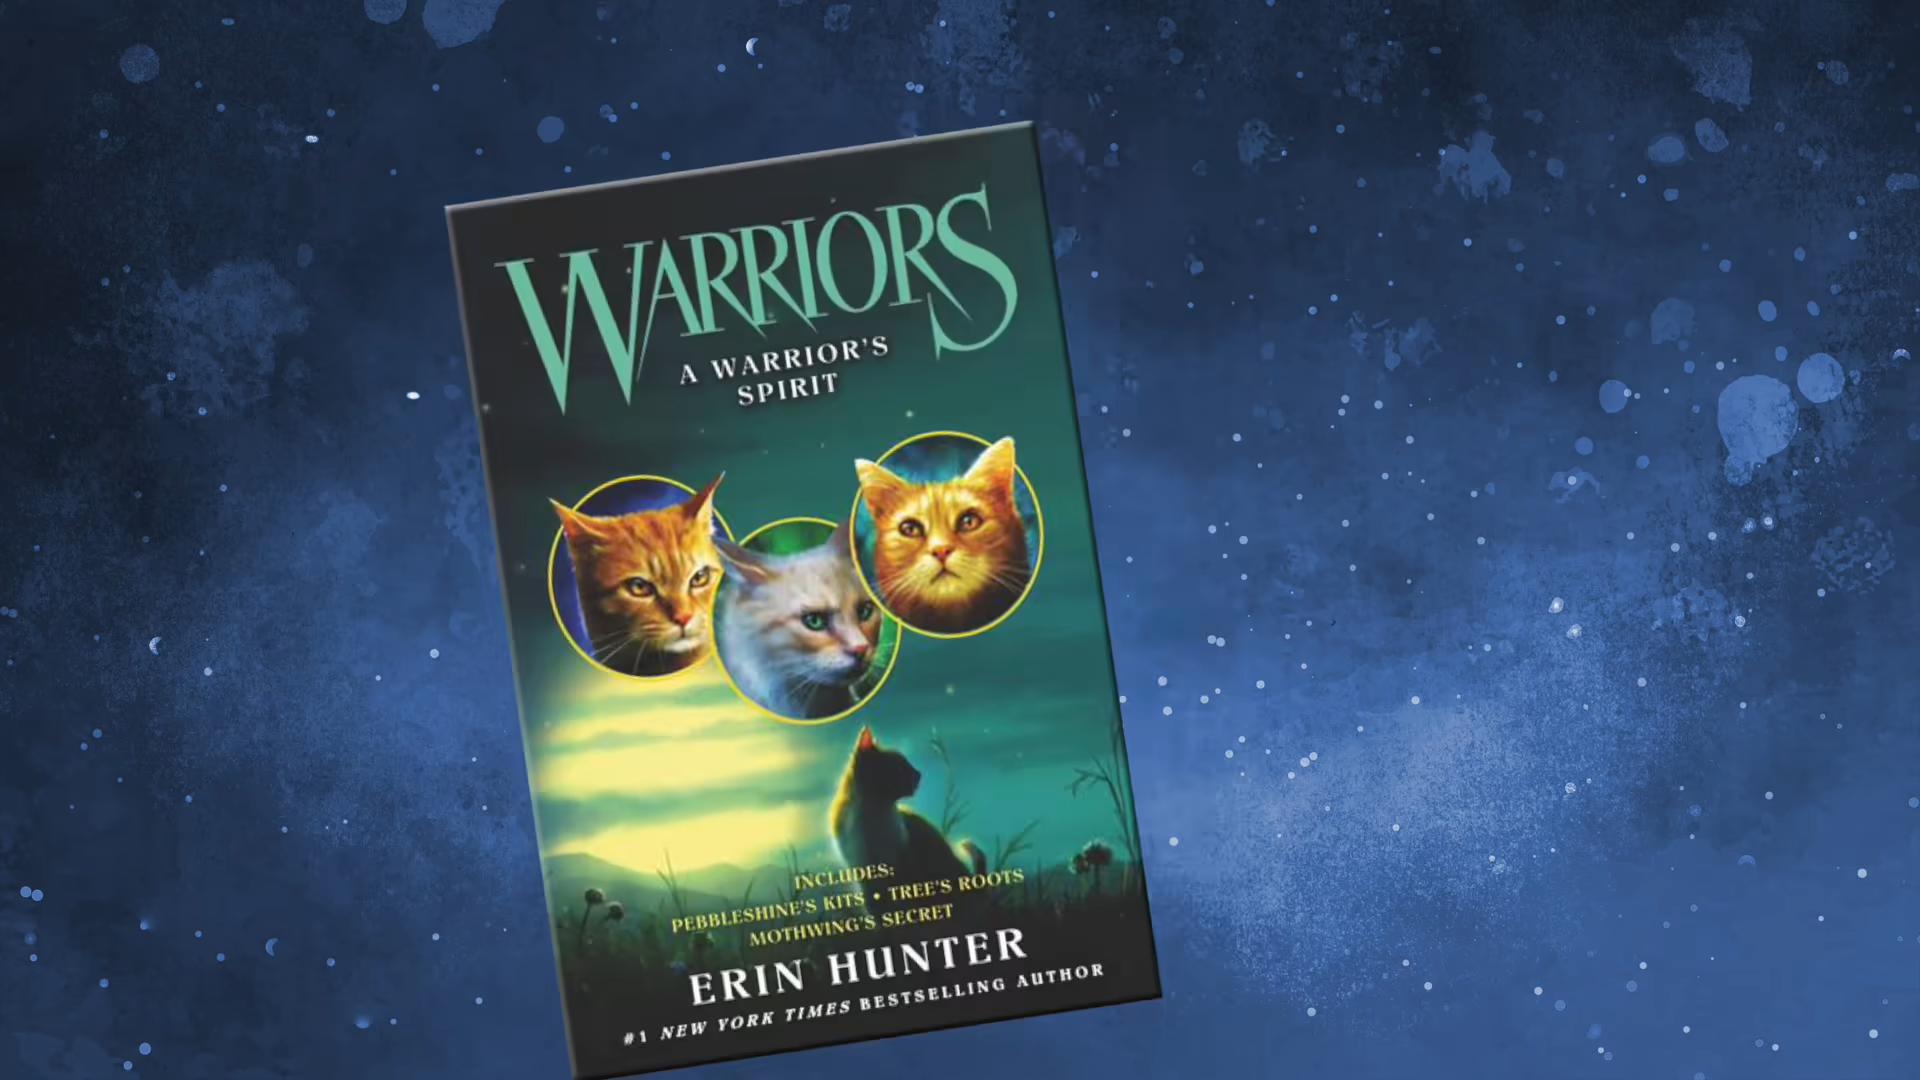 WARRIORS
A WARRIOR'S
SPIRIT
INCLUDES:
PEBBLESHINE'S KITS • TREE'S ROOTS
MOTHWING'S SECRET
ERIN HUNTER
#1 NEW YORK TIMES BESTSELLING AUTHOR